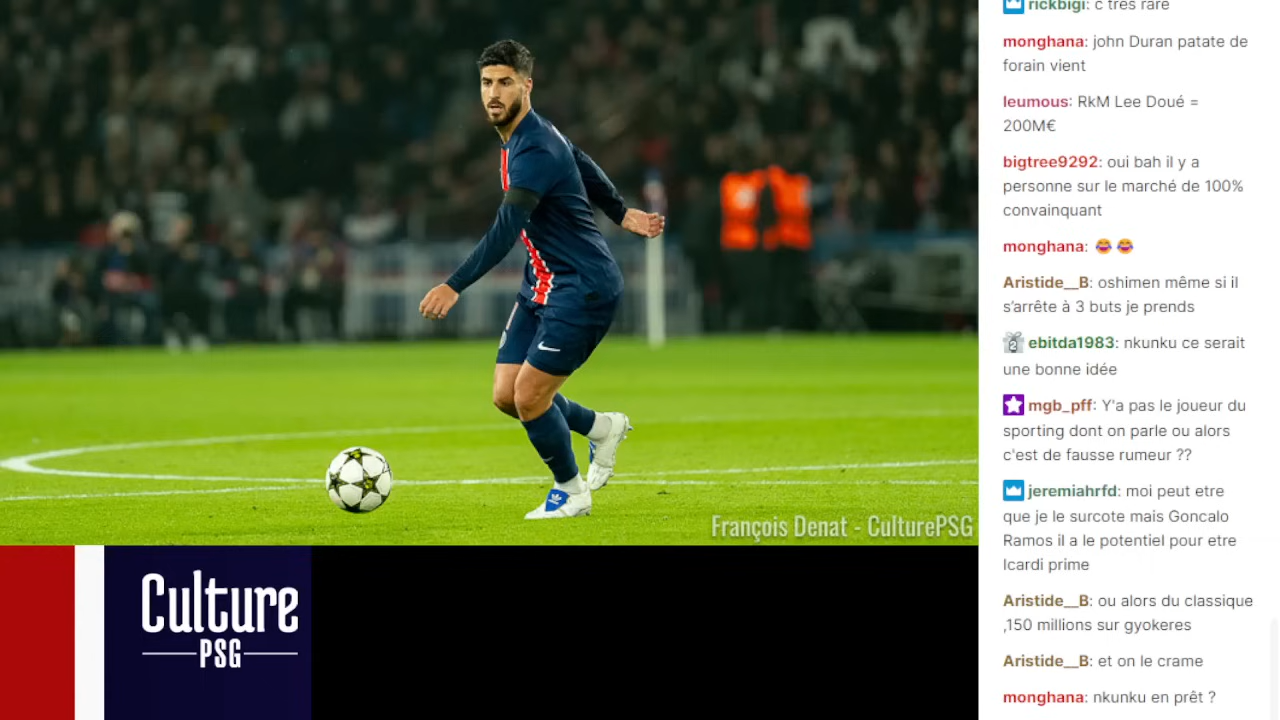 François Denat - CulturePSG
Culture
PSG
rickbigi: c très rare
monghana: john Duran patate de
forain vient
leumous: RkM Lee Doué =
200M€
bigtree9292: oui bah il y a
personne sur le marché de 100%
convainquant
monghana: 😂 😂
Aristide__B: oshimen même si il
s'arrête à 3 buts je prends
2
ebitda1983: nkunku ce serait
une bonne idée
mgb_pff: Y'a pas le joueur du
sporting dont on parle ou alors
c'est de fausse rumeur ??
jeremiahrfd: moi peut etre
que je le surcote mais Goncalo
Ramos il a le potentiel pour etre
Icardi prime
Aristide__B: ou alors du classique
,150 millions sur gyokeres
Aristide__B: et on le crame
monghana: nkunku en prêt ?